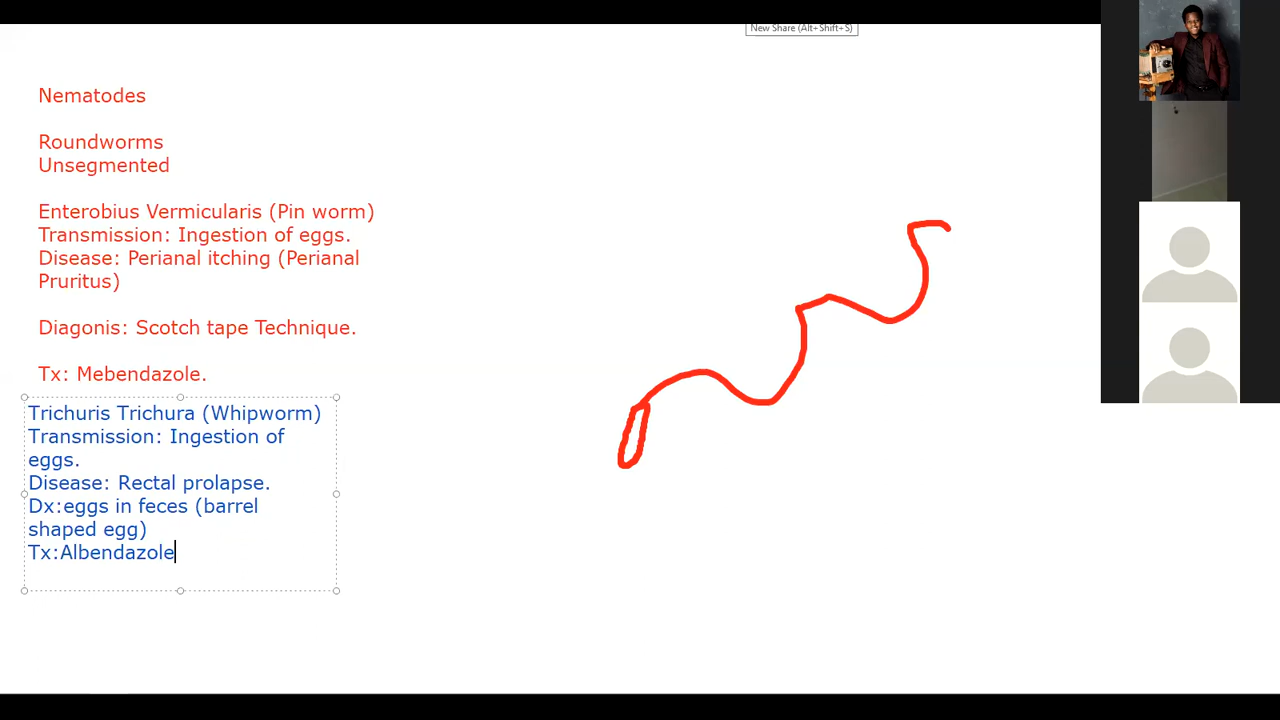 New Share (Alt+Shift+S)
Nematodes
Roundworms
Unsegmented
Enterobius Vermicularis (Pin worm)
Transmission: Ingestion of eggs.
Disease: Perianal itching (Perianal
Pruritus)
Diagonis: Scotch tape Technique.
Tx: Mebendazole.
Trichuris Trichura (Whipworm)
Transmission: Ingestion of
eggs.
Disease: Rectal prolapse.
Dx:eggs in feces (barrel
shaped egg)
Tx:Albendazole